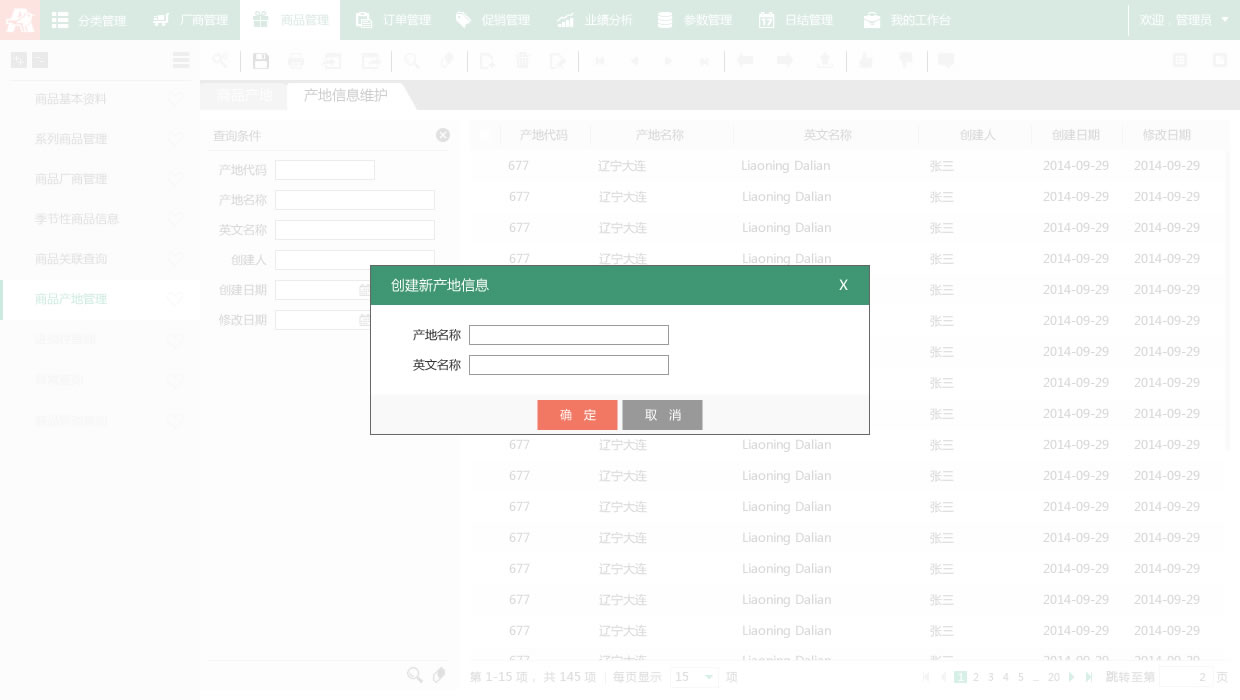 分类管理 厂商管理 商品管理 订单管理 促销管理 业绩分析 参数管理 日结管理 我的工作台 欢迎，管理员
商品产地 产地信息维护
商品基本资料
系列商品管理
商品厂商管理
季节性商品信息
商品关联查询
商品产地管理
查询条件
产地代码
产地名称
英文名称
创建人
创建日期
修改日期
产地代码 产地名称 英文名称 创建人 创建日期 修改日期
677 辽宁大连 Liaoning Dalian 张三 2014-09-29 2014-09-29
677 辽宁大连 Liaoning Dalian 张三 2014-09-29 2014-09-29
677 辽宁大连 Liaoning Dalian 张三 2014-09-29 2014-09-29
677 辽宁大连 Liaoning Dalian 张三 2014-09-29 2014-09-29
2014-09-29 2014-09-29
2014-09-29 2014-09-29
2014-09-29 2014-09-29
2014-09-29 2014-09-29
2014-09-29 2014-09-29
创建新产地信息 X
产地名称
英文名称
确 定 取 消
677 辽宁大连 Liaoning Dalian 张三 2014-09-29 2014-09-29
677 辽宁大连 Liaoning Dalian 张三 2014-09-29 2014-09-29
677 辽宁大连 Liaoning Dalian 张三 2014-09-29 2014-09-29
677 辽宁大连 Liaoning Dalian 张三 2014-09-29 2014-09-29
677 辽宁大连 Liaoning Dalian 张三 2014-09-29 2014-09-29
677 辽宁大连 Liaoning Dalian 张三 2014-09-29 2014-09-29
677 辽宁大连 Liaoning Dalian 张三 2014-09-29 2014-09-29
677 辽宁大连 Liaoning Dalian 张三 2014-09-29 2014-09-29
第 1-15 项，共 145 项 每页显示 15 项 1 2 3 4 5 ... 20 跳转至第 2 页